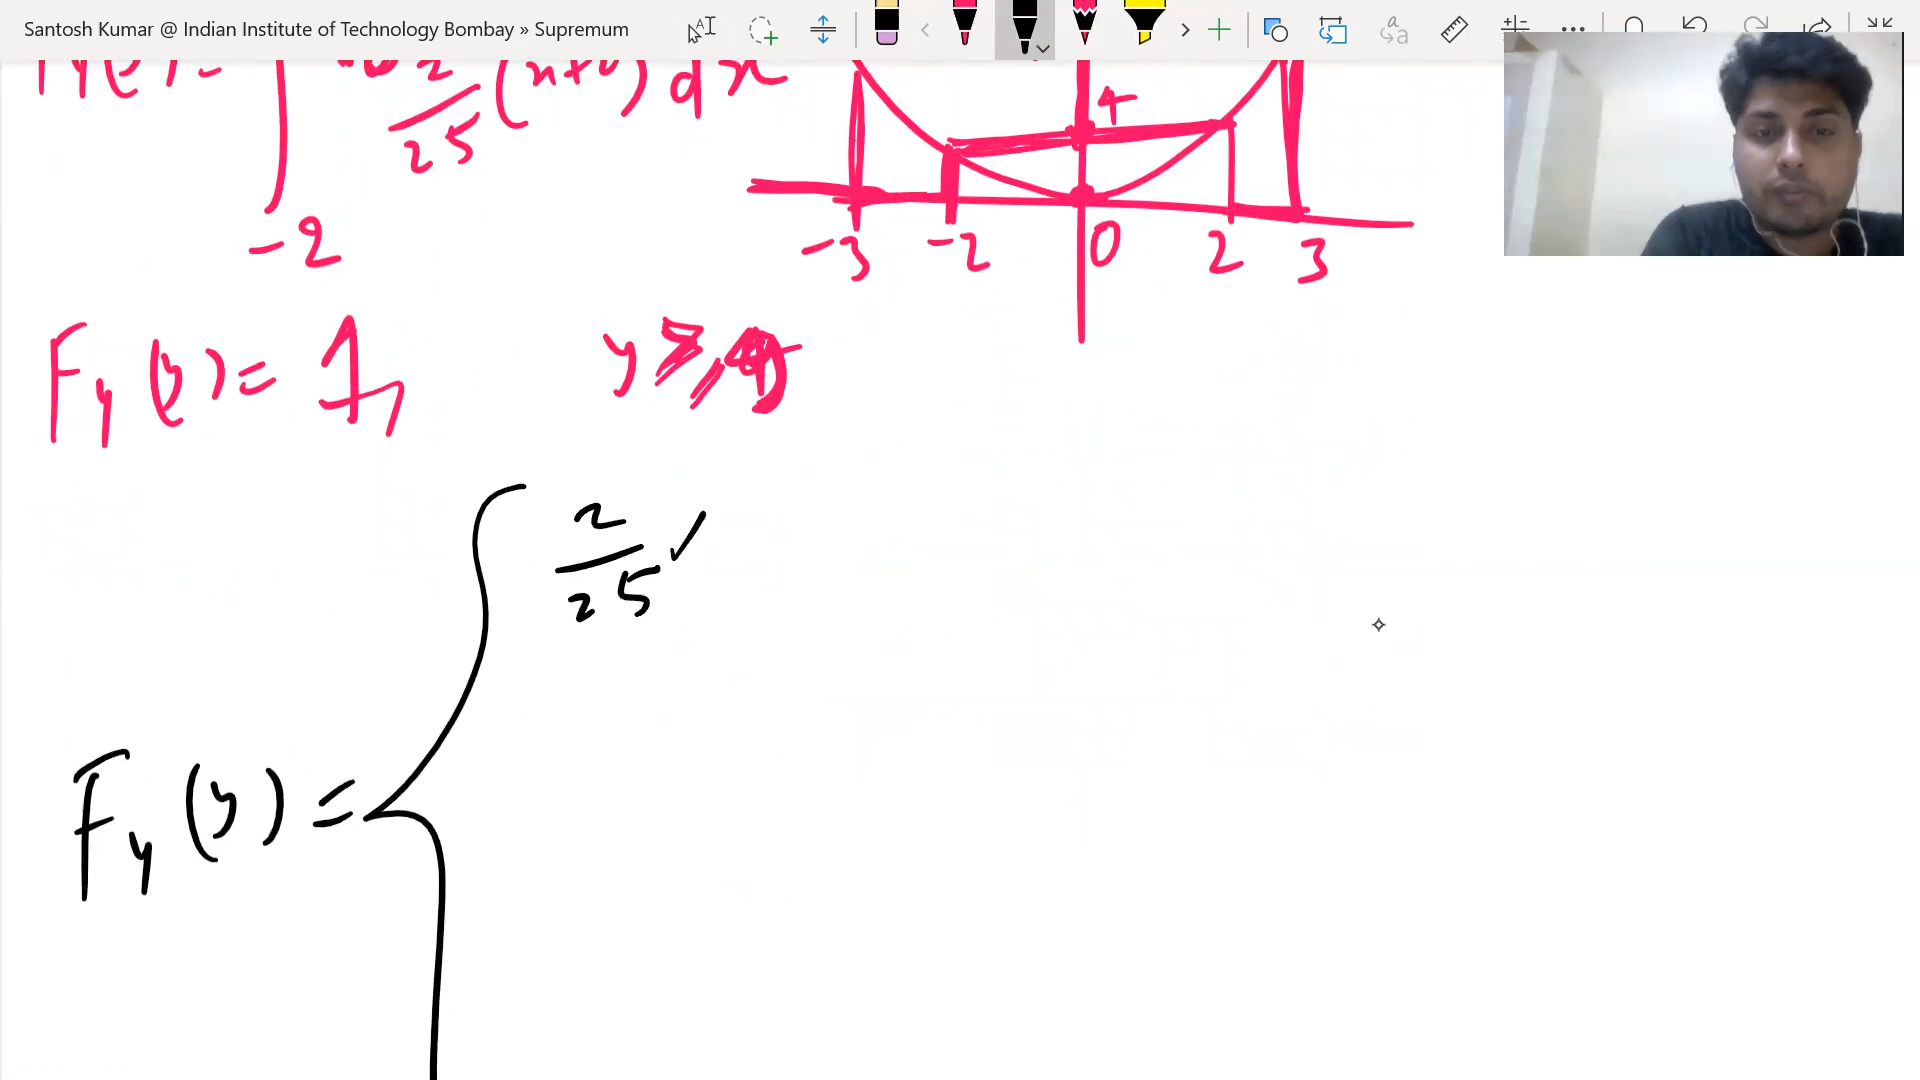 Santosh Kumar @ Indian Institute of Technology Bombay » Supremum
2/25 (x+2) dx
-2
4
-3 -2 0 2 3
F_y(y) = 1, y ≥
2/25 ✓
F_y(y) = {